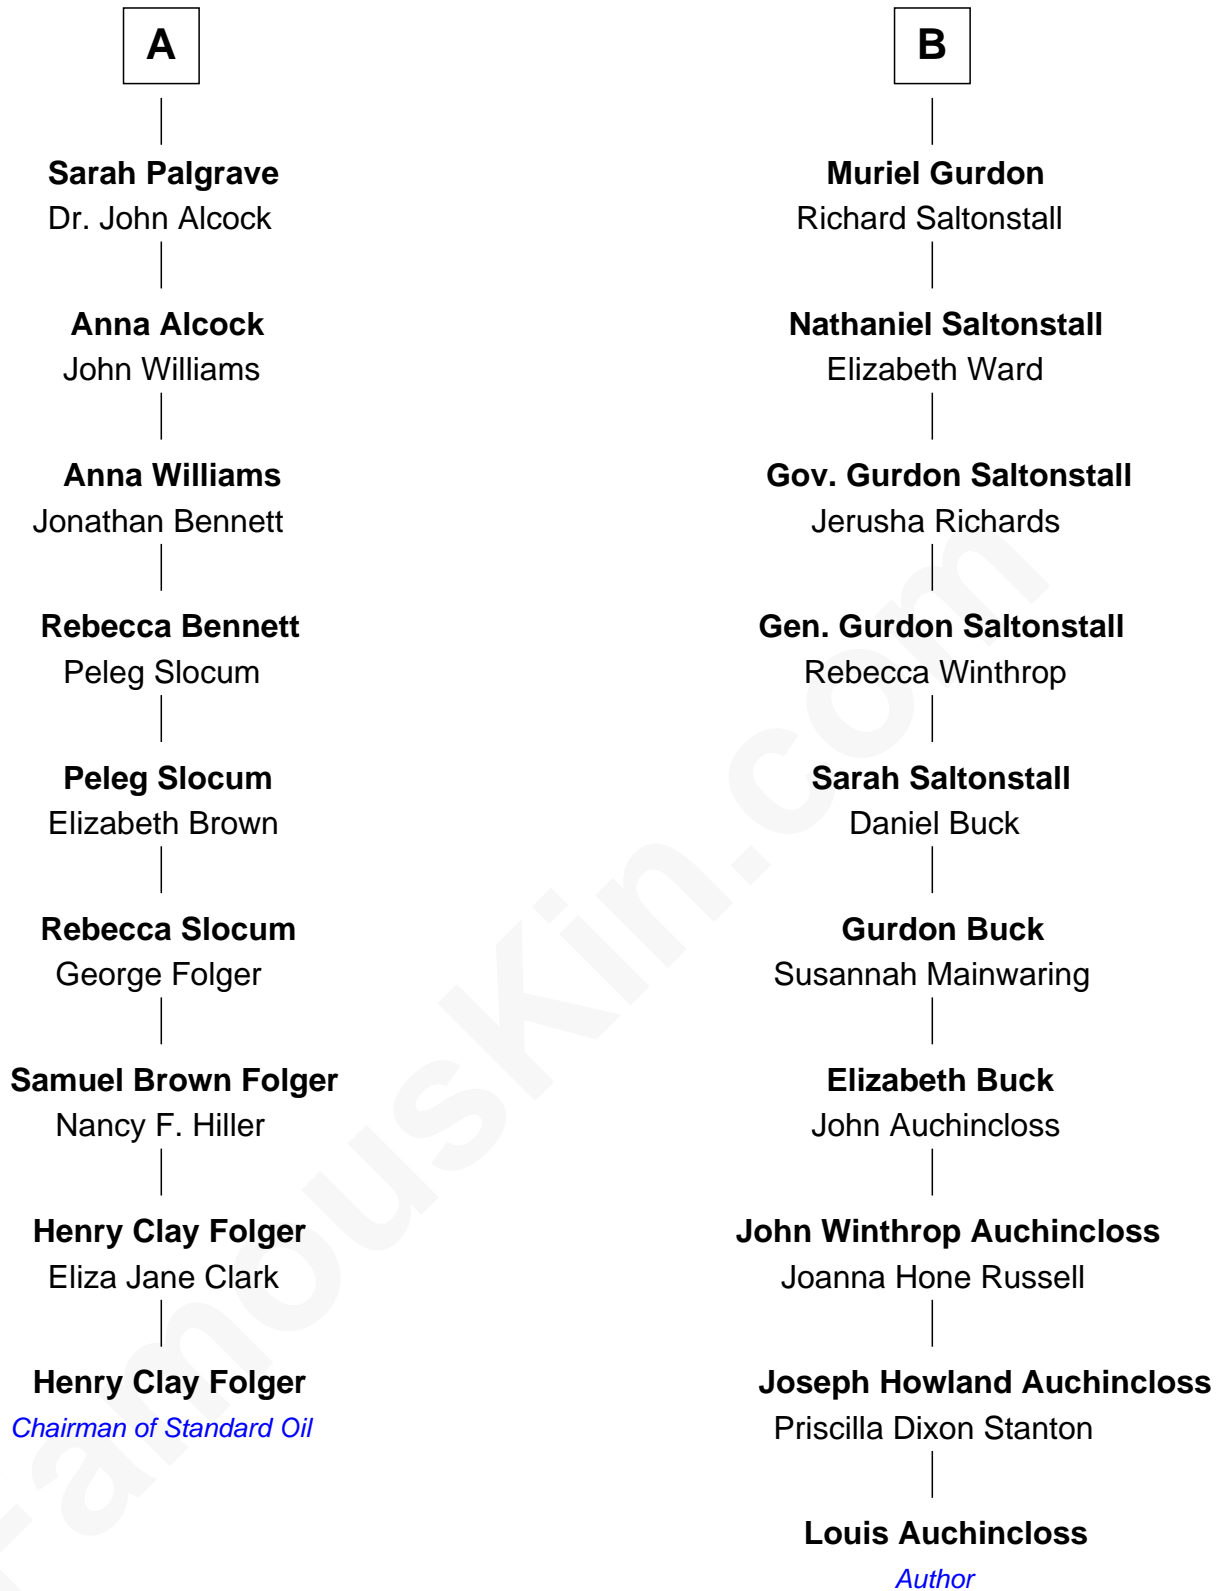 A
Sarah Palgrave
Dr. John Alcock
Anna Alcock
John Williams
Anna Williams
Jonathan Bennett
Rebecca Bennett
Peleg Slocum
Peleg Slocum
Elizabeth Brown
Rebecca Slocum
George Folger
Samuel Brown Folger
Nancy F. Hiller
Henry Clay Folger
Eliza Jane Clark
Henry Clay Folger
Chairman of Standard Oil
B
Muriel Gurdon
Richard Saltonstall
Nathaniel Saltonstall
Elizabeth Ward
Gov. Gurdon Saltonstall
Jerusha Richards
Gen. Gurdon Saltonstall
Rebecca Winthrop
Sarah Saltonstall
Daniel Buck
Gurdon Buck
Susannah Mainwaring
Elizabeth Buck
John Auchincloss
John Winthrop Auchincloss
Joanna Hone Russell
Joseph Howland Auchincloss
Priscilla Dixon Stanton
Louis Auchincloss
Author
FamousKin.com